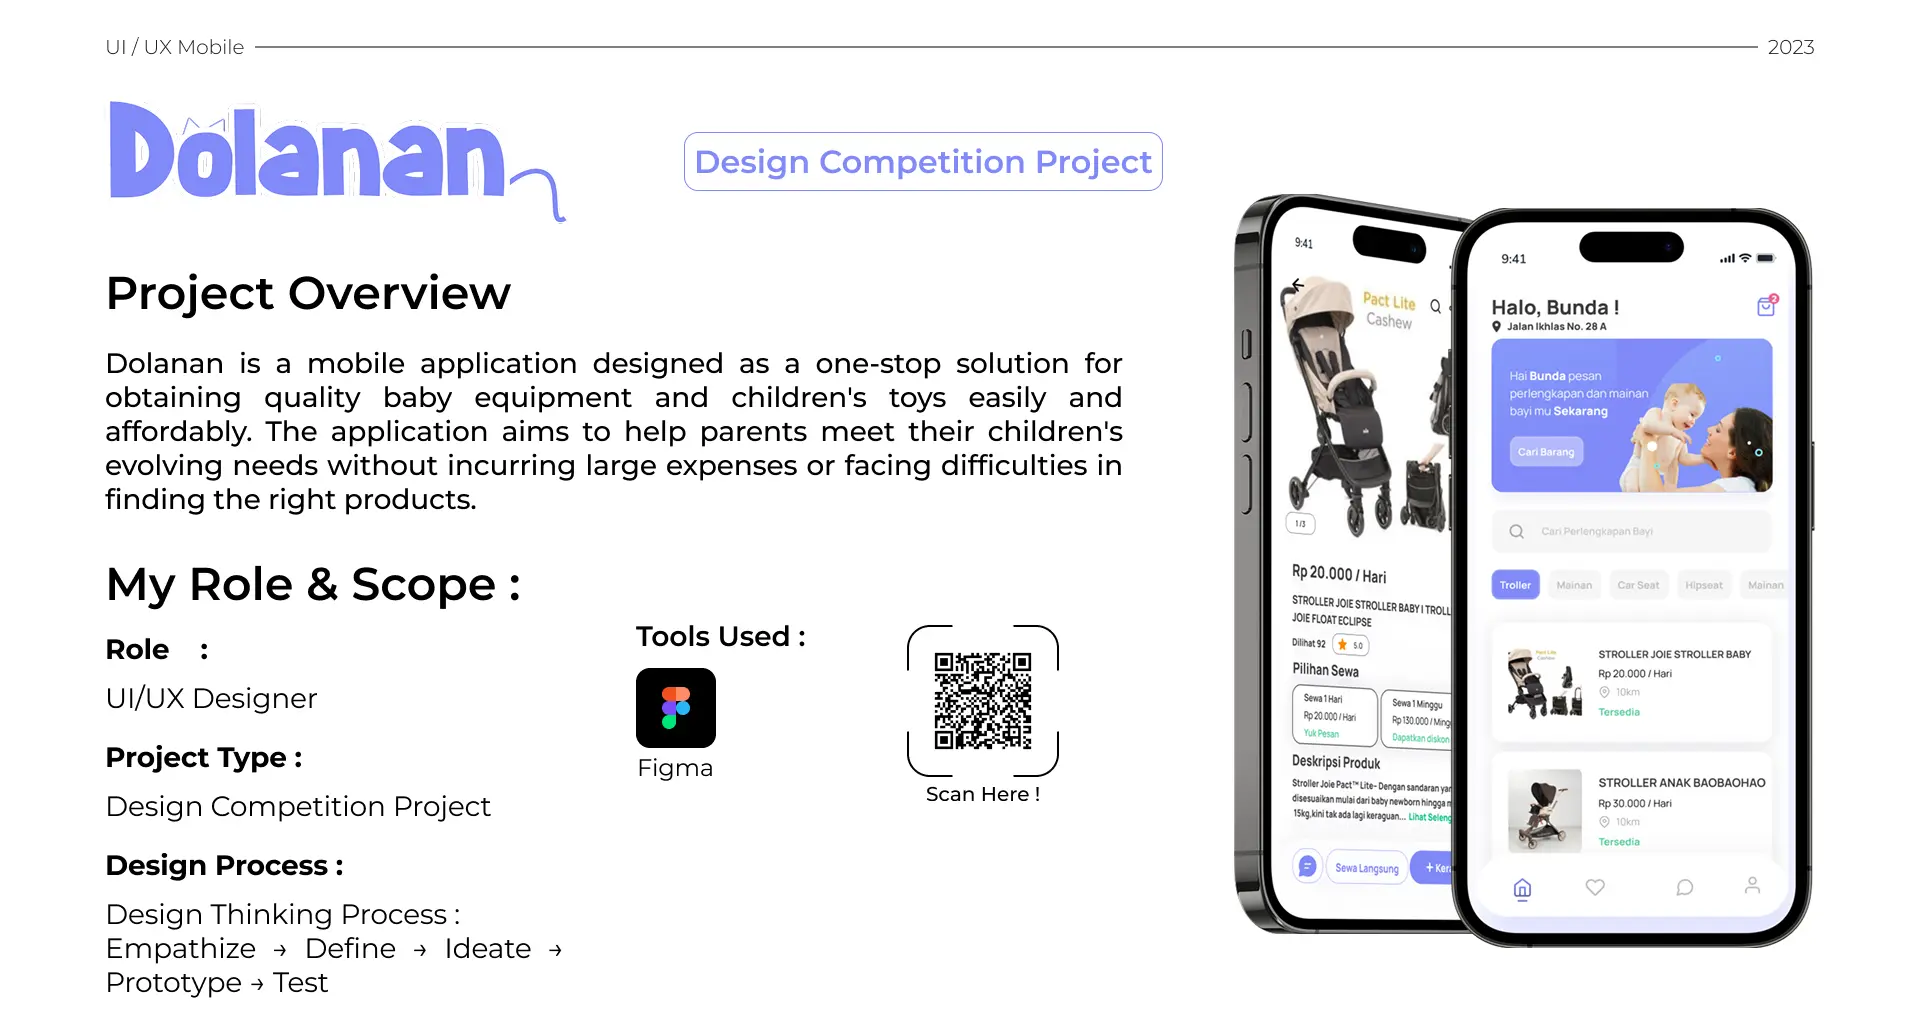 UI / UX Mobile
2023
Dolanan
Design Competition Project
Project Overview
Dolanan is a mobile application designed as a one-stop solution for
obtaining quality baby equipment and children's toys easily and
affordably. The application aims to help parents meet their children's
evolving needs without incurring large expenses or facing difficulties in
finding the right products.
My Role & Scope :
Role :
UI/UX Designer
Project Type :
Design Competition Project
Design Process :
Design Thinking Process :
Empathize → Define → Ideate →
Prototype → Test
Tools Used :
Figma
Scan Here !
9:41
Pact Lite
Cashew
1/3
Rp 20.000 / Hari
STROLLER JOIE STROLLER BABY I TROLL
JOIE FLOAT ECLIPSE
Dilihat 92
5.0
Pilihan Sewa
Sewa 1 Hari
Rp 20.000 / Hari
Yuk Pesan
Sewa 1 Minggu
Rp 130.000 / Mingg
Dapatkan diskon
Deskripsi Produk
Stroller Joie Pact™ Lite- Dengan sandaran yan
disesuaikan mulai dari baby newborn hingga m
15kg,kini tak ada lagi keraguan... Lihat Seleng
Sewa Langsung
+ Kera
9:41
Halo, Bunda !
2
Jalan Ikhlas No. 28 A
Hai Bunda pesan
perlengkapan dan mainan
bayi mu Sekarang
Cari Barang
Cari Perlengkapan Bayi
Troller
Mainan
Car Seat
Hipseat
Mainan
Pact Lite
Cashew
STROLLER JOIE STROLLER BABY
Rp 20.000 / Hari
10km
Tersedia
STROLLER ANAK BAOBAOHAO
Rp 30.000 / Hari
10km
Tersedia